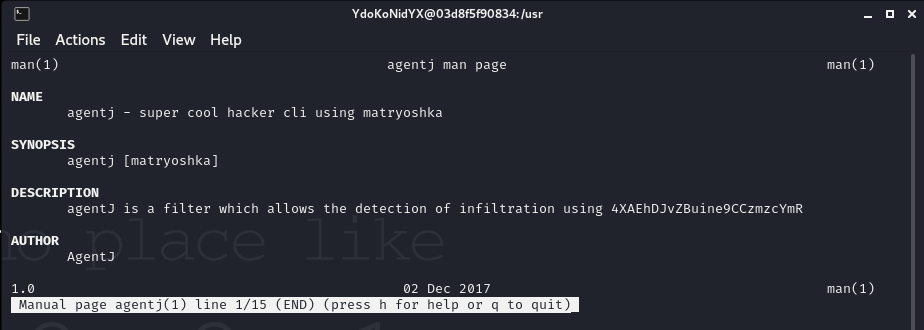 YdoKoNidYX@03d8f5f90834:/usr
File Actions Edit View Help
man(1) agentj man page man(1)
NAME
agentj - super cool hacker cli using matryoshka
SYNOPSIS
agentj [matryoshka]
DESCRIPTION
agentJ is a filter which allows the detection of infiltration using 4XAEhDJvZBuine9CCzmzcYmR
no place like
AUTHOR
AgentJ
1.0 02 Dec 2017 man(1)
Manual page agentj(1) line 1/15 (END) (press h for help or q to quit)